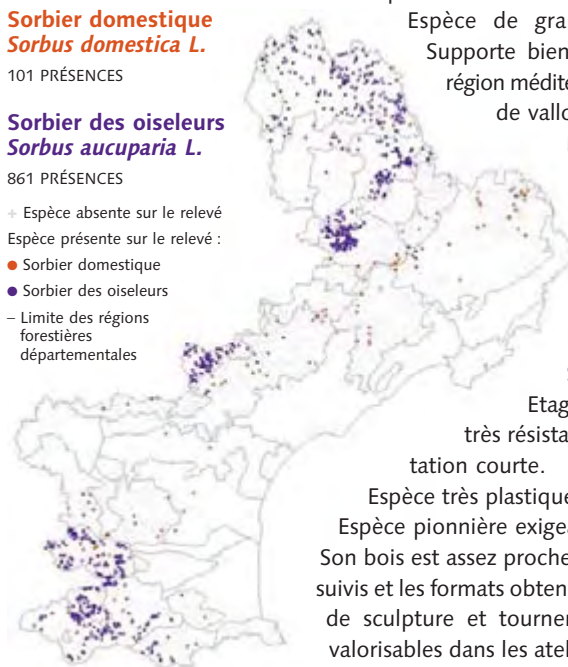 Sorbier domestique
Sorbus domestica L.
101 PRÉSENCES
Sorbier des oiseleurs
Sorbus aucuparia L.
861 PRÉSENCES
+ Espèce absente sur le relevé
Espèce présente sur le relevé :
● Sorbier domestique
● Sorbier des oiseleurs
– Limite des régions
forestières
départementales
Espèce de gra
Supporte bien
région médite
de vallo
Etag
très résista
tation courte.
Espèce très plastique
Espèce pionnière exige
Son bois est assez proche
suivis et les formats obten
de sculpture et tourner
valorisables dans les atel